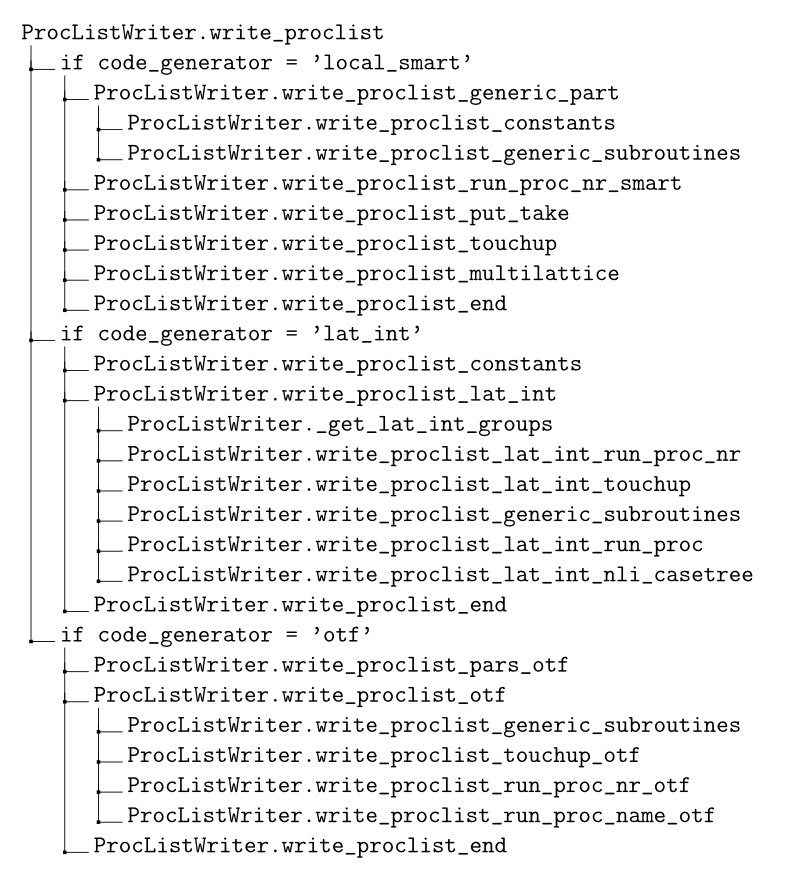 ProcListWriter.write_proclist
if code_generator = ’local_smart’
ProcListWriter.write_proclist_generic_part
ProcListWriter.write_proclist_constants
ProcListWriter.write_proclist_generic_subroutines
ProcListWriter.write_proclist_run_proc_nr_smart
ProcListWriter.write_proclist_put_take
ProcListWriter.write_proclist_touchup
ProcListWriter.write_proclist_multilattice
ProcListWriter.write_proclist_end
if code_generator = ’lat_int’
ProcListWriter.write_proclist_constants
ProcListWriter.write_proclist_lat_int
ProcListWriter._get_lat_int_groups
ProcListWriter.write_proclist_lat_int_run_proc_nr
ProcListWriter.write_proclist_lat_int_touchup
ProcListWriter.write_proclist_generic_subroutines
ProcListWriter.write_proclist_lat_int_run_proc
ProcListWriter.write_proclist_lat_int_nli_casetree
ProcListWriter.write_proclist_end
if code_generator = ’otf’
ProcListWriter.write_proclist_pars_otf
ProcListWriter.write_proclist_otf
ProcListWriter.write_proclist_generic_subroutines
ProcListWriter.write_proclist_touchup_otf
ProcListWriter.write_proclist_run_proc_nr_otf
ProcListWriter.write_proclist_run_proc_name_otf
ProcListWriter.write_proclist_end